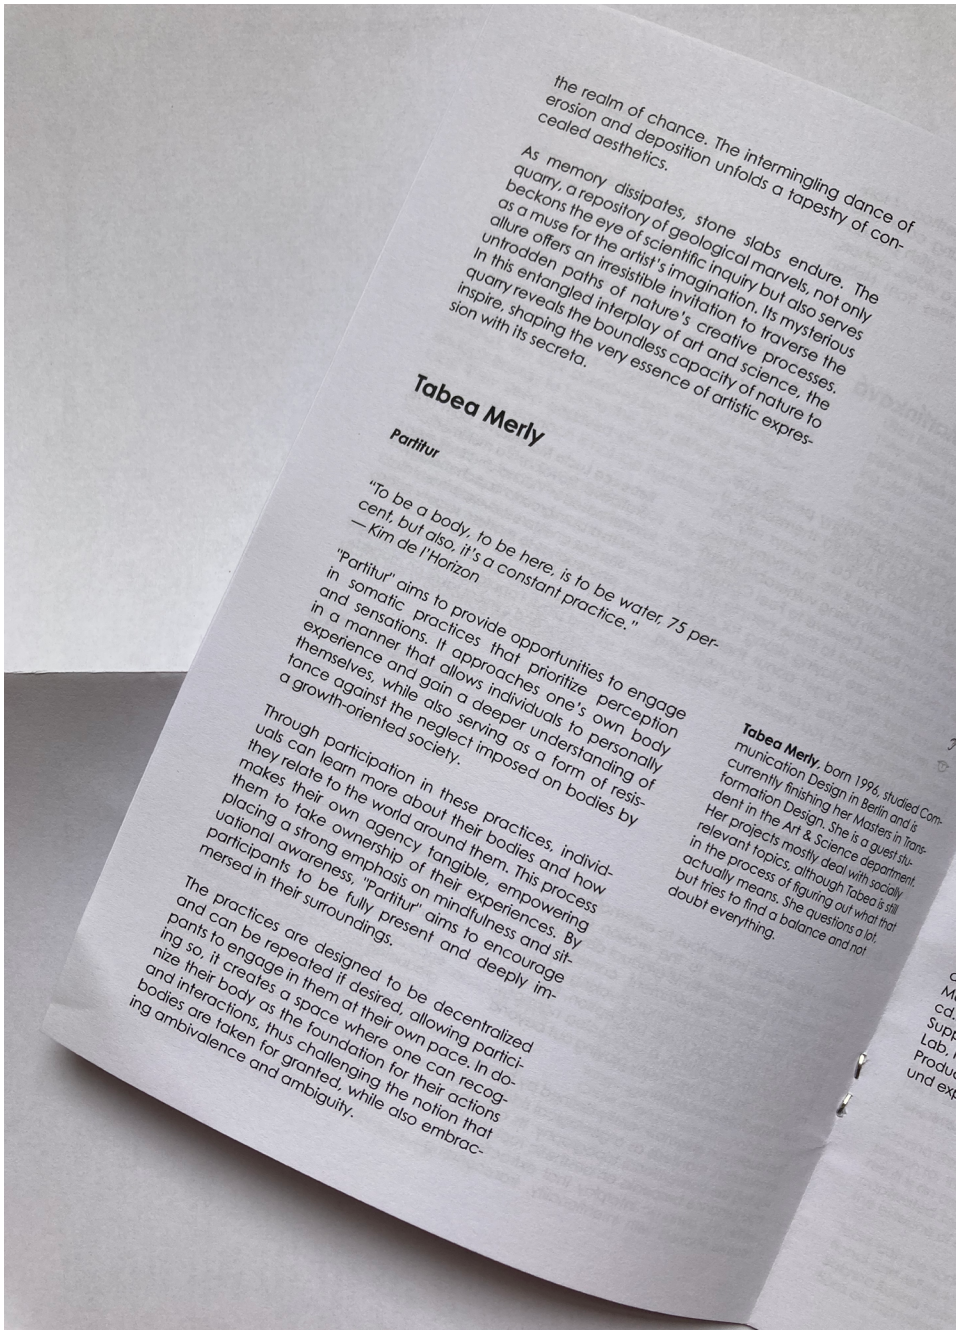 the realm of chance. The intermingling dance of
erosion and deposition unfolds a tapestry of con-
cealed aesthetics.
As memory dissipates, stone slabs endure. The
quarry, a repository of geological marvels, not only
beckons the eye of scientific inquiry but also serves
as a muse for the artist's imagination. Its mysterious
allure offers an irresistible invitation to traverse the
untrodden paths of nature's creative processes.
In this entangled interplay of art and science, the
quarry reveals the boundless capacity of nature to
inspire, shaping the very essence of artistic expres-
sion with its secreta.
Tabea Merly
Partitur
"To be a body, to be here, is to be water, 75 per-
cent, but also, it's a constant practice."
— Kim de l'Horizon
"Partitur" aims to provide opportunities to engage
in somatic practices that prioritize perception
and sensations. It approaches one's own body
in a manner that allows individuals to personally
experience and gain a deeper understanding of
themselves, while also serving as a form of resis-
tance against the neglect imposed on bodies by
a growth-oriented society.
Through participation in these practices, individ-
uals can learn more about their bodies and how
they relate to the world around them. This process
makes their own agency tangible, empowering
them to take ownership of their experiences. By
placing a strong emphasis on mindfulness and sit-
uational awareness, "Partitur" aims to encourage
participants to be fully present and deeply im-
mersed in their surroundings.
The practices are designed to be decentralized
and can be repeated if desired, allowing partici-
pants to engage in them at their own pace. In do-
ing so, it creates a space where one can recog-
nize their body as the foundation for their actions
and interactions, thus challenging the notion that
bodies are taken for granted, while also embrac-
ing ambivalence and ambiguity.
Tabea Merly, born 1996, studied Com-
munication Design in Berlin and is
currently finishing her Masters in Trans-
formation Design. She is a guest stu-
dent in the Art & Science department.
Her projects mostly deal with socially
relevant topics, although Tabea is still
in the process of figuring out what that
actually means. She questions a lot,
but tries to find a balance and not
doubt everything.
cd.
Supp
Lab,
Produc
und exp